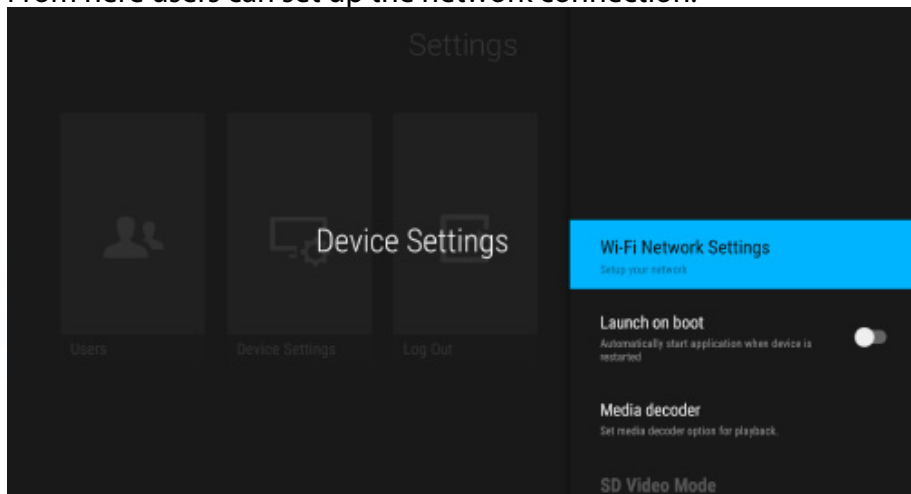 From here users can set up the network connection.
Settings
Device Settings
Users
Device Settings
Log Out
Wi-Fi Network Settings
Setup your network
Launch on boot
Automatically start application when device is
restarted
Media decoder
Set media decoder option for playback.
SD Video Mode